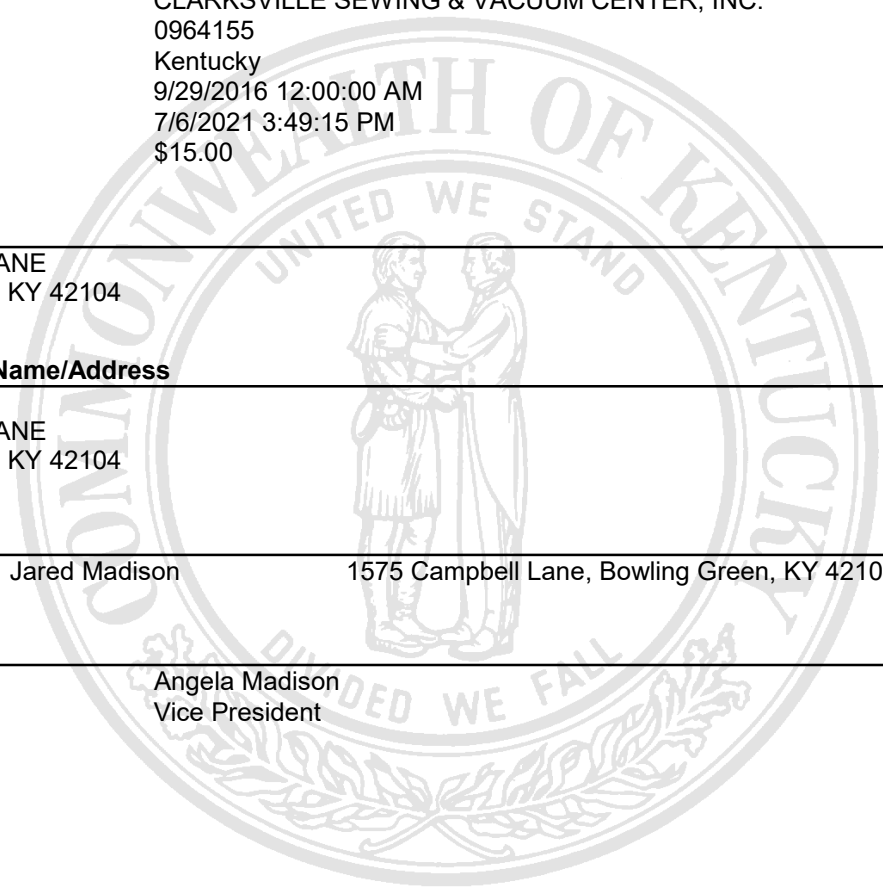 CLARKSVILLE SEWING & VACUUM CENTER, INC.
0964155
Kentucky
9/29/2016 12:00:00 AM
7/6/2021 3:49:15 PM
$15.00
ANE
KY 42104
Name/Address
ANE
KY 42104
Jared Madison 1575 Campbell Lane, Bowling Green, KY 4210
Angela Madison
Vice President
COMMONWEALTH OF KENTUCKY
UNITED WE STAND
DIVIDED WE FALL